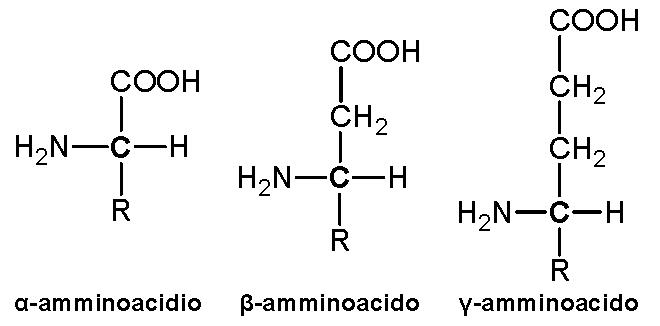 COOH
H₂N C H
R
α-amminoacidio
COOH
CH₂
H₂N C H
R
β-amminoacido
COOH
CH₂
CH₂
H₂N C H
R
γ-amminoacido